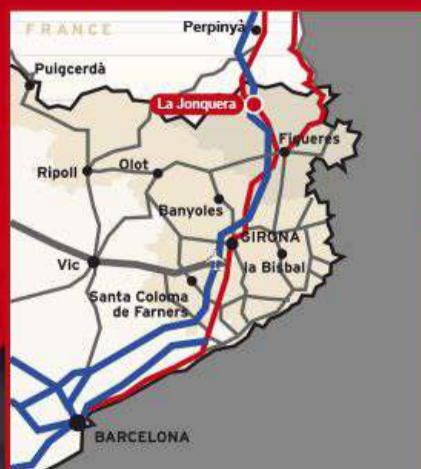 FRANCE
Perpinyà
Puigcerdà
La Jonquera
Figueres
Ripoll
Olot
Banyoles
GIRONA
Vic
la Bisbal
Santa Coloma
de Farners
BARCELONA